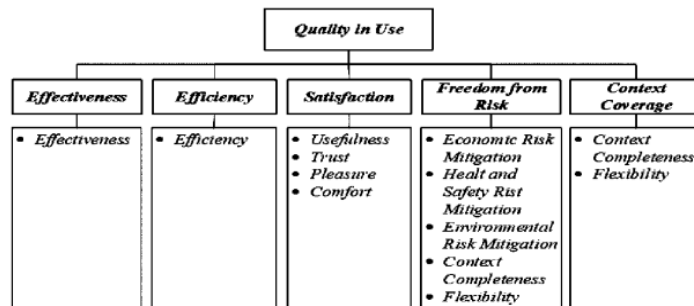 Quality in Use
Effectiveness
Efficiency
Satisfaction
Freedom from
Risk
Context
Coverage
• Effectiveness
• Efficiency
• Usefulness
• Trust
• Pleasure
• Comfort
• Economic Risk
Mitigation
• Healt and
Safety Rist
Mitigation
• Environmental
Risk Mitigation
• Context
Completeness
• Flexibility
• Context
Completeness
• Flexibility